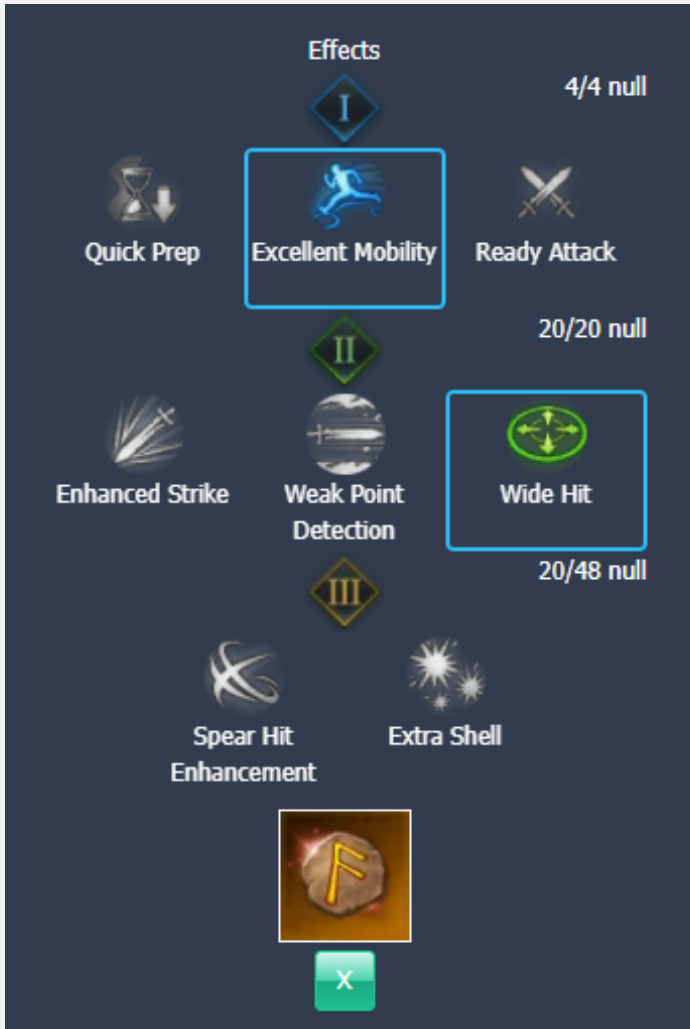 Effects
4/4 null
I
Quick Prep
Excellent Mobility
Ready Attack
20/20 null
II
Enhanced Strike
Weak Point
Detection
Wide Hit
20/48 null
III
Spear Hit
Enhancement
Extra Shell
X